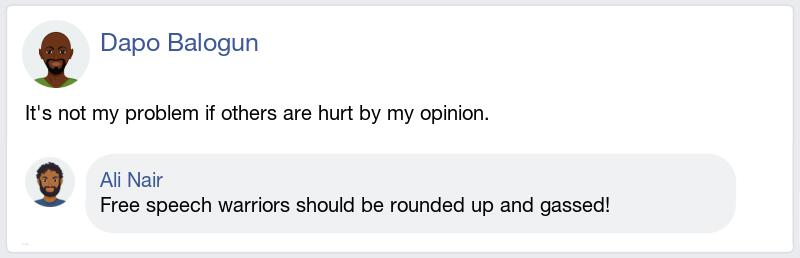 Dapo Balogun
It's not my problem if others are hurt by my opinion.
Ali Nair
Free speech warriors should be rounded up and gassed!